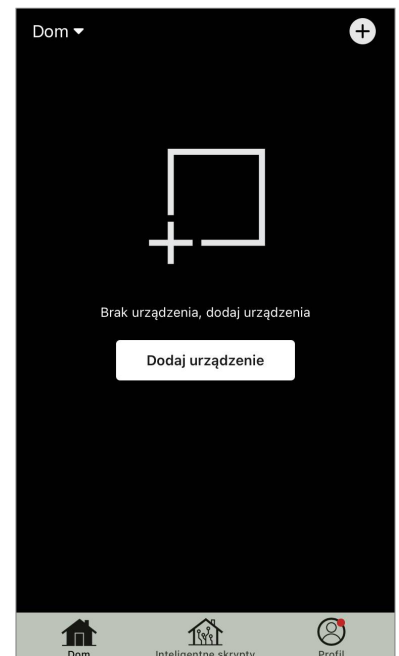 Dom
Brak urządzenia, dodaj urządzenia
Dodaj urządzenie
Dom
Inteligentne skrypty
Profil